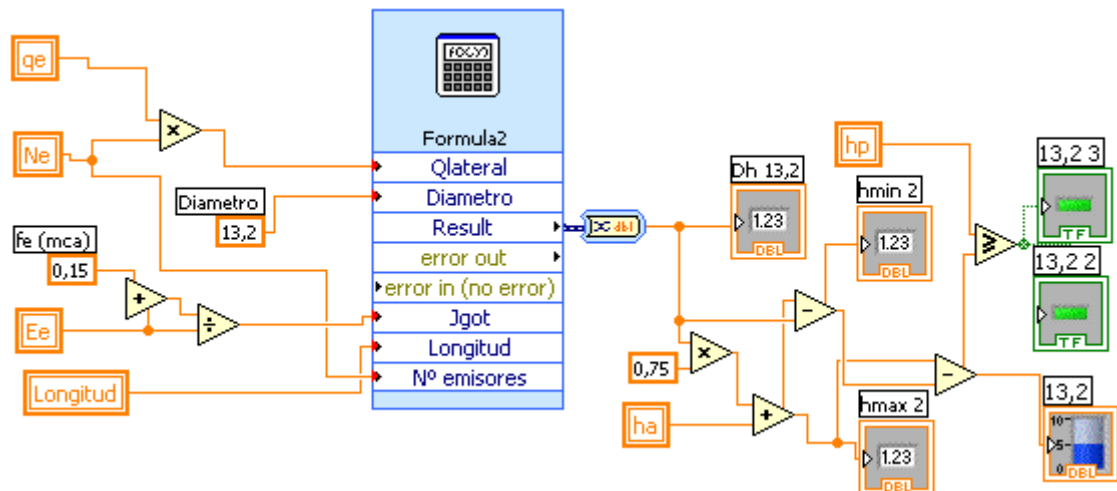 qe
f(x,y)
Formula2
Ne
×
Qlateral
Diametro
13,2
Diametro
Result
error out
error in (no error)
Jgot
Longitud
Nº emisores
fe (mca)
0,15
+
÷
Ee
Longitud
dbl
Dh 13,2
1.23
DBL
hp
hmin 2
1.23
DBL
≥
13,2 3
TF
13,2 2
TF
×
0,75
+
ha
−
−
hmax 2
1.23
DBL
13,2
10-
5-
0
DBL